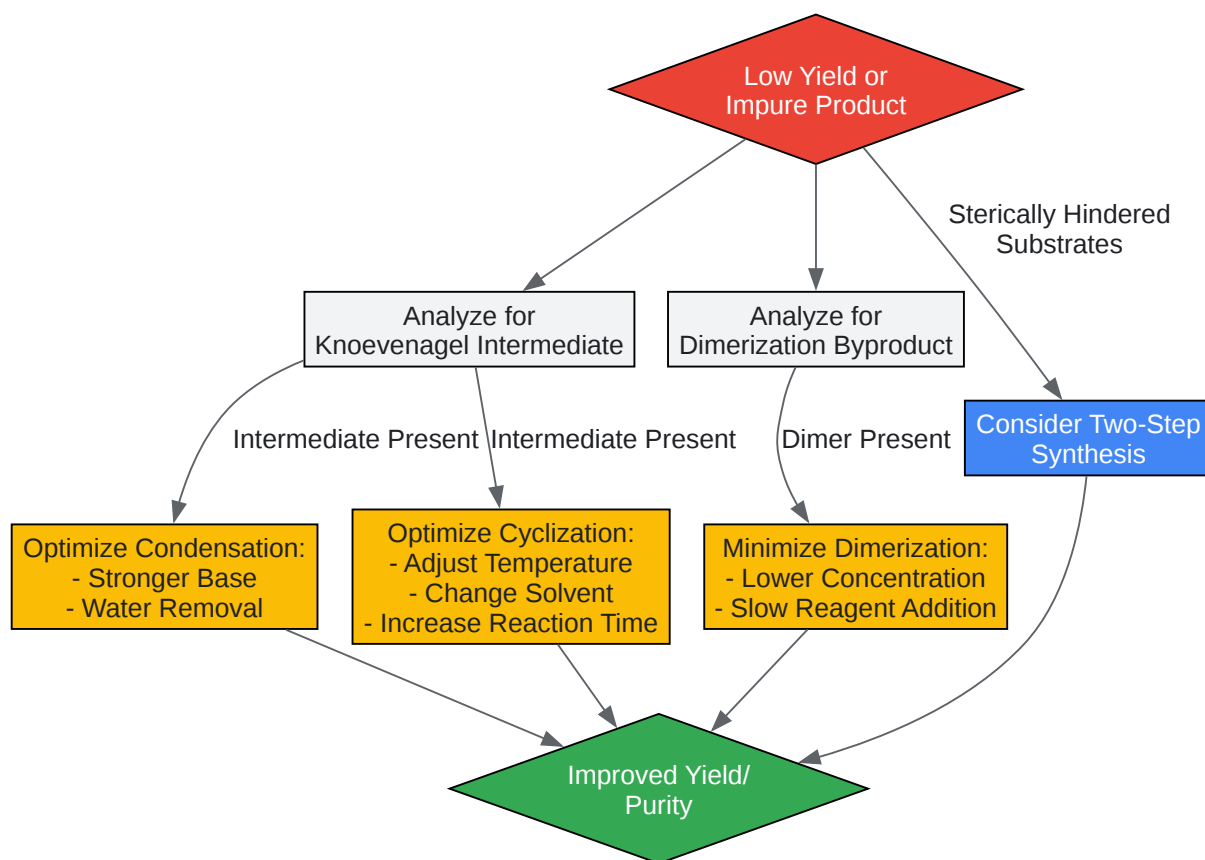 Low Yield or
Impure Product
Sterically Hindered
Substrates
Analyze for
Knoevenagel Intermediate
Analyze for
Dimerization Byproduct
Consider Two-Step
Synthesis
Intermediate Present
Intermediate Present
Dimer Present
Optimize Condensation:
- Stronger Base
- Water Removal
Optimize Cyclization:
- Adjust Temperature
- Change Solvent
- Increase Reaction Time
Minimize Dimerization:
- Lower Concentration
- Slow Reagent Addition
Improved Yield/
Purity